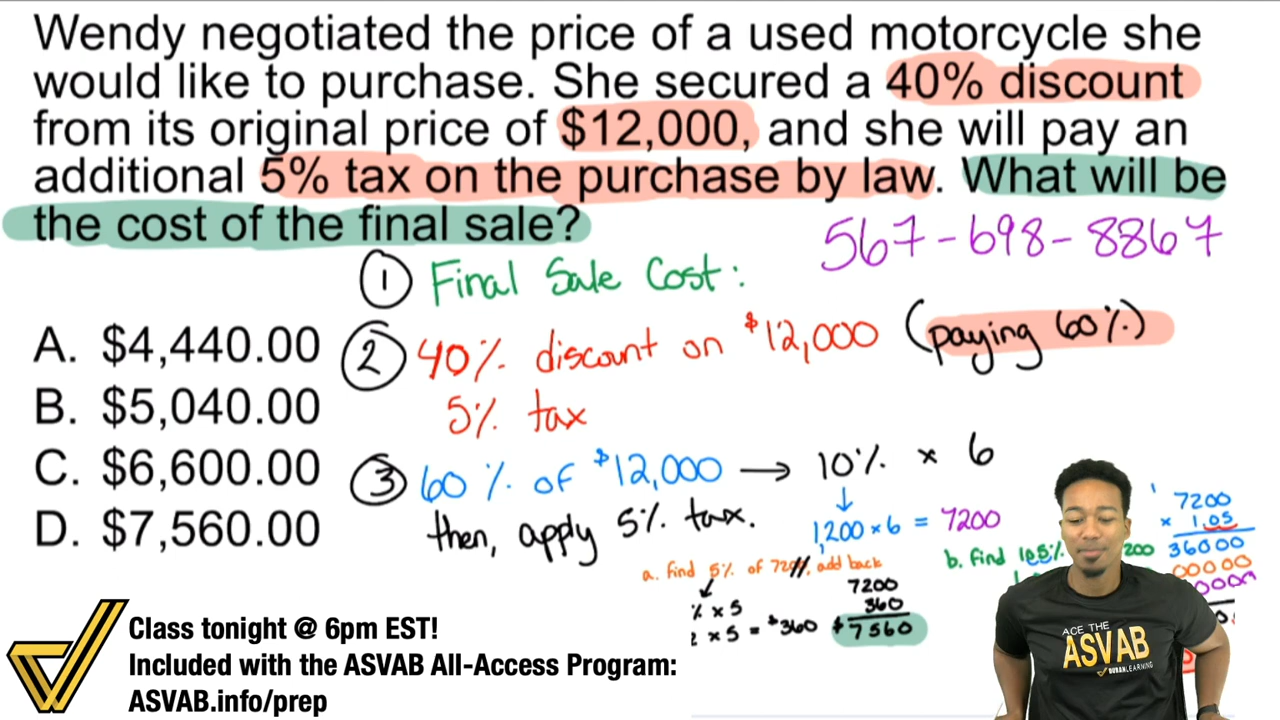 Wendy negotiated the price of a used motorcycle she
would like to purchase. She secured a 40% discount
from its original price of $12,000, and she will pay an
additional 5% tax on the purchase by law. What will be
the cost of the final sale?
567-698-8867
① Final Sale Cost:
A. $4,440.00
② 40% discount on $12,000 (paying 60%)
B. $5,040.00
5% tax
C. $6,600.00
③ 60% of $12,000 → 10% × 6
D. $7,560.00
then, apply 5% tax.
1200 × 6 = 7200
a. find 5% of 7200, add back
% × 5
2 × 5 = $360
7200
360
$7560
b. find 105%
200
7200
× 1.05
36000
00000
ACE THE
ASVAB
DURAN LEARNING
Class tonight @ 6pm EST!
Included with the ASVAB All-Access Program:
ASVAB.info/prep